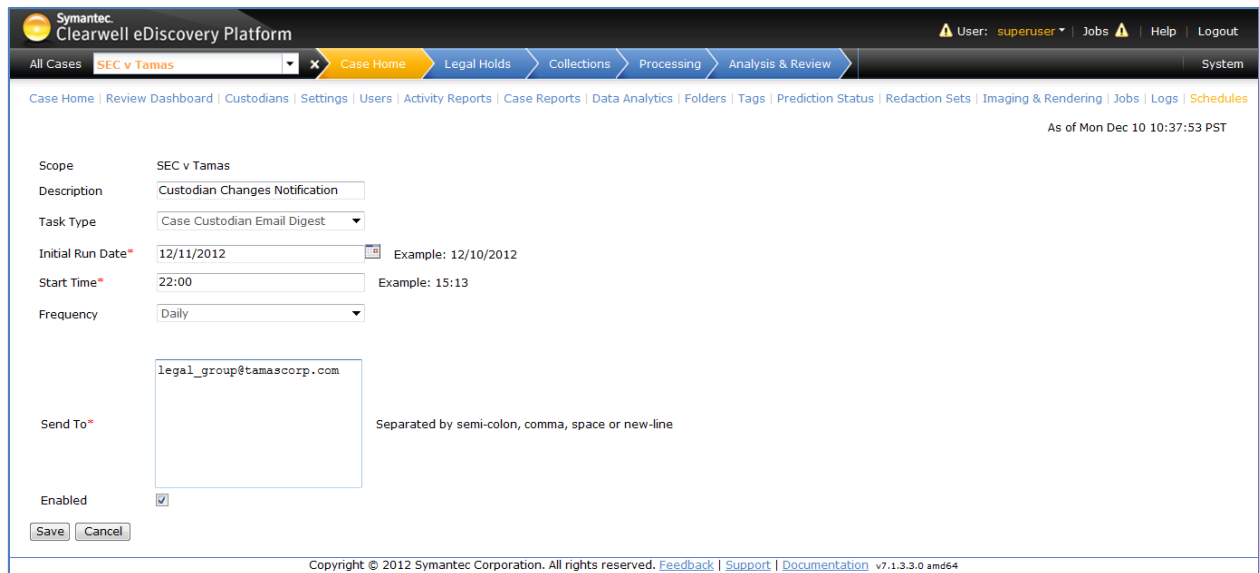 Symantec.
Clearwell eDiscovery Platform
User: superuser | Jobs | Help | Logout
All Cases SEC v Tamas x Case Home Legal Holds Collections Processing Analysis & Review System
Case Home | Review Dashboard | Custodians | Settings | Users | Activity Reports | Case Reports | Data Analytics | Folders | Tags | Prediction Status | Redaction Sets | Imaging & Rendering | Jobs | Logs | Schedules
As of Mon Dec 10 10:37:53 PST
Scope SEC v Tamas
Description Custodian Changes Notification
Task Type Case Custodian Email Digest
Initial Run Date* 12/11/2012 Example: 12/10/2012
Start Time* 22:00 Example: 15:13
Frequency Daily
legal_group@tamascorp.com
Send To* Separated by semi-colon, comma, space or new-line
Enabled
Save Cancel
Copyright © 2012 Symantec Corporation. All rights reserved. Feedback | Support | Documentation v7.1.3.3.0 amd64